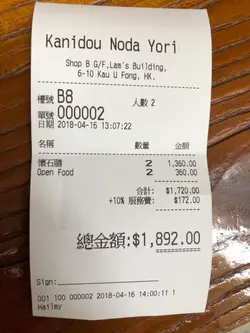 Kanidou Noda Yori
Shop B G/F,Lam's Building,
6-10 Kau U Fong, HK.
檯號 B8 人數 2
單號 000002
日期 2018-04-16 13:07:22
名稱 數量 金額
懷石膳 2 1,360.00
Open Food 2 360.00
合計: $1,720.00
+10% 服務費: $172.00
總金額:$1,892.00
Sign:
001 100 000002 2018-04-16 14:00:11 1
Hailey